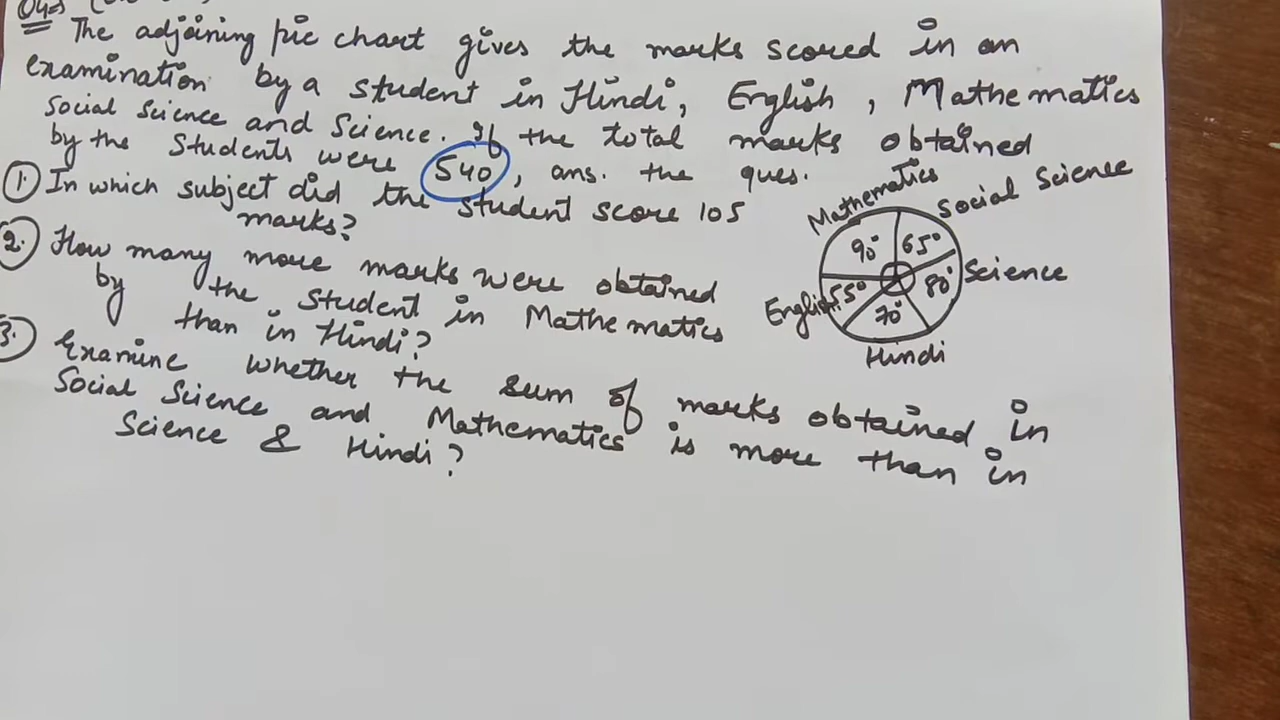 Q4=>
The adjoining pie chart gives the marks scored in an
examination by a student in Hindi, English, Mathematics
Social Science and Science. If the total marks obtained
by the students were 540, ans. the ques.
1. In which subject did the student score 105
marks?
2. How many more marks were obtained
by the student in Mathematics
than in Hindi?
3. Examine whether the sum of marks obtained in
Social Science and Mathematics is more than in
Science & Hindi?
Mathematics
Social Science
90° 65°
Science
80°
English 55°
70°
Hindi